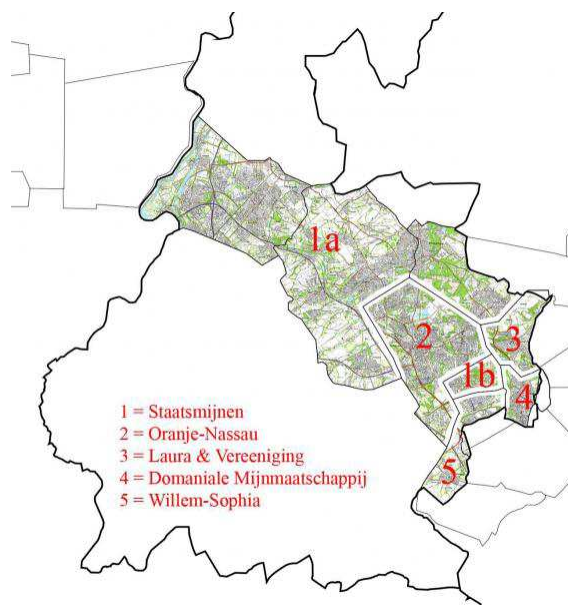 1a
2
3
1b
4
5
1 = Staatsmijnen
2 = Oranje-Nassau
3 = Laura & Vereeniging
4 = Domaniale Mijnmaatschappij
5 = Willem-Sophia